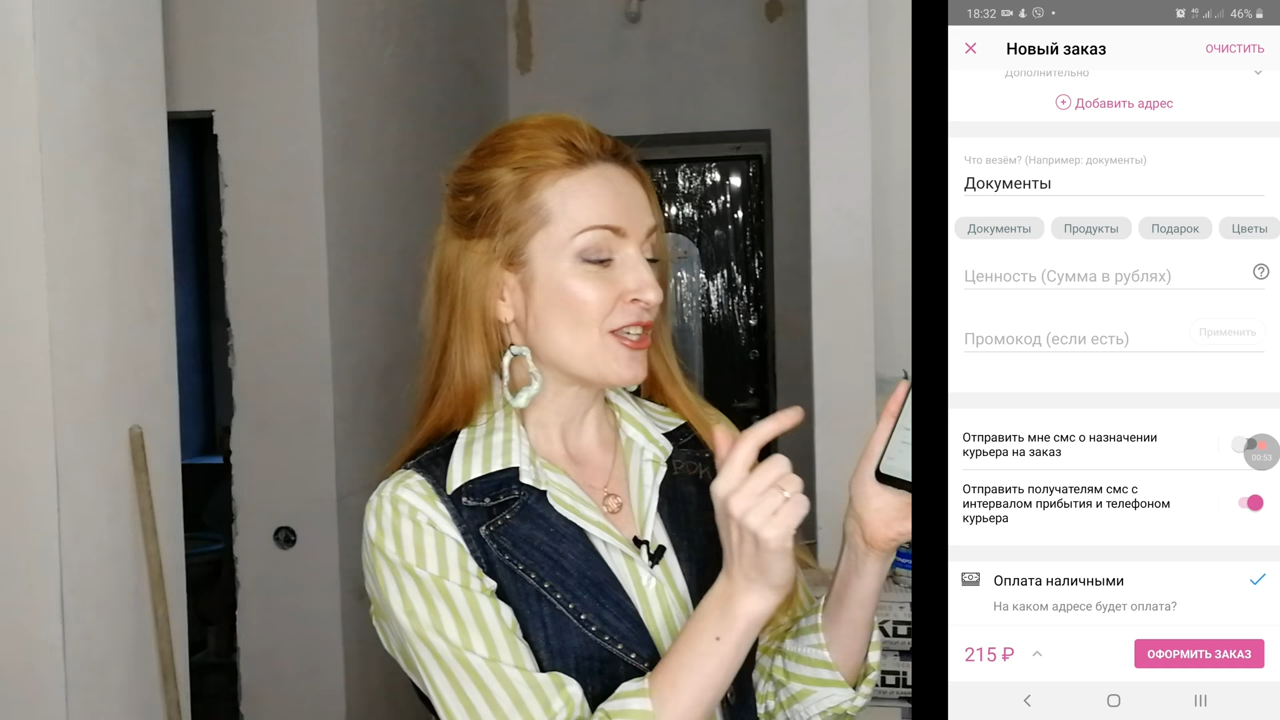 18:32
4G
46%
Новый заказ
ОЧИСТИТЬ
Дополнительно
Добавить адрес
Что везём? (Например: документы)
Документы
Документы
Продукты
Подарок
Цветы
Ценность (Сумма в рублях)
Промокод (если есть)
Применить
Отправить мне смс о назначении
курьера на заказ
00:53
Отправить получателям смс с
интервалом прибытия и телефоном
курьера
Оплата наличными
На каком адресе будет оплата?
215 ₽
ОФОРМИТЬ ЗАКАЗ